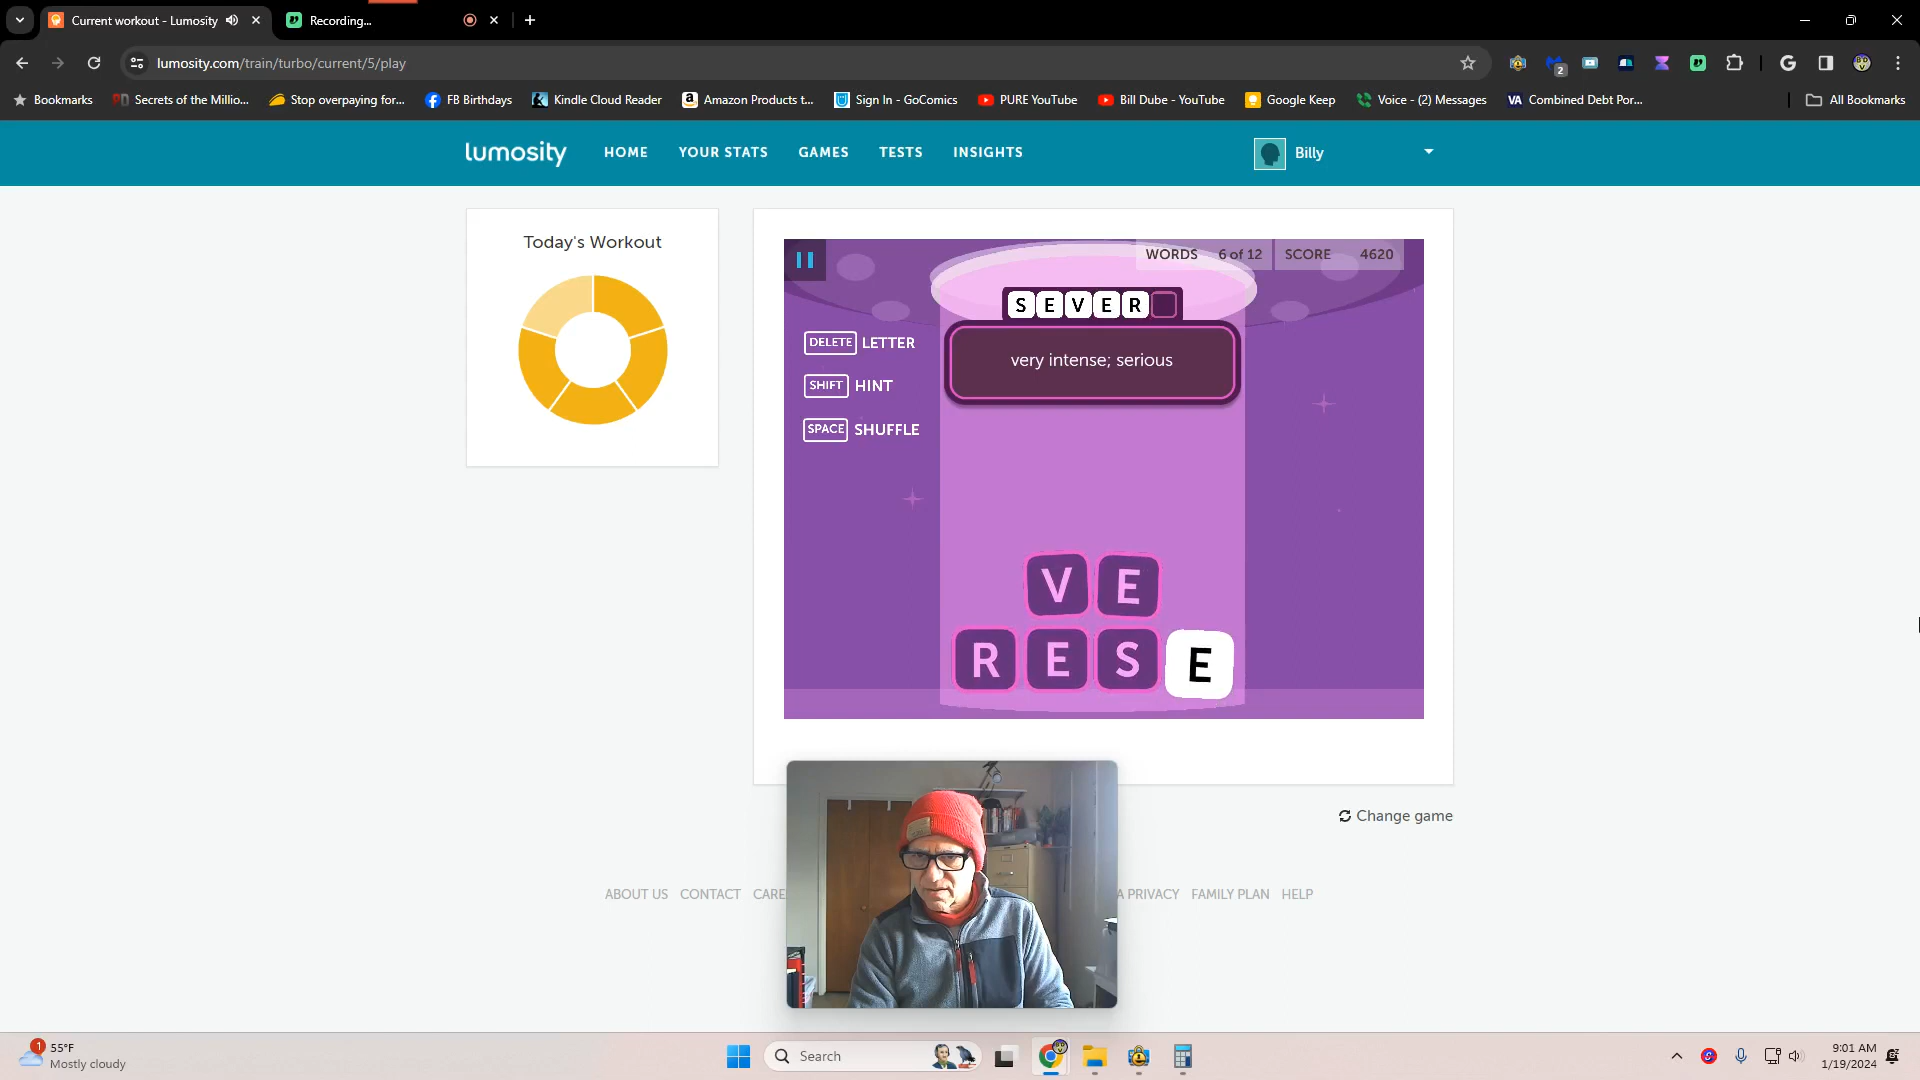 Current workout - Lumosity
Recording...
lumosity.com/train/turbo/current/5/play
2
Bookmarks
Secrets of the Millio...
Stop overpaying for...
FB Birthdays
Kindle Cloud Reader
Amazon Products t...
Sign In - GoComics
PURE YouTube
Bill Dube - YouTube
Google Keep
Voice - (2) Messages
VA Combined Debt Por...
All Bookmarks
lumosity HOME YOUR STATS GAMES TESTS INSIGHTS Billy
Today's Workout
WORDS 6 of 12 SCORE 4620
S E V E R
DELETE LETTER
very intense; serious
SHIFT HINT
SPACE SHUFFLE
V E
R E S E
Change game
ABOUT US CONTACT CARE
A PRIVACY FAMILY PLAN HELP
1
55°F
Mostly cloudy
Search
9:01 AM
1/19/2024